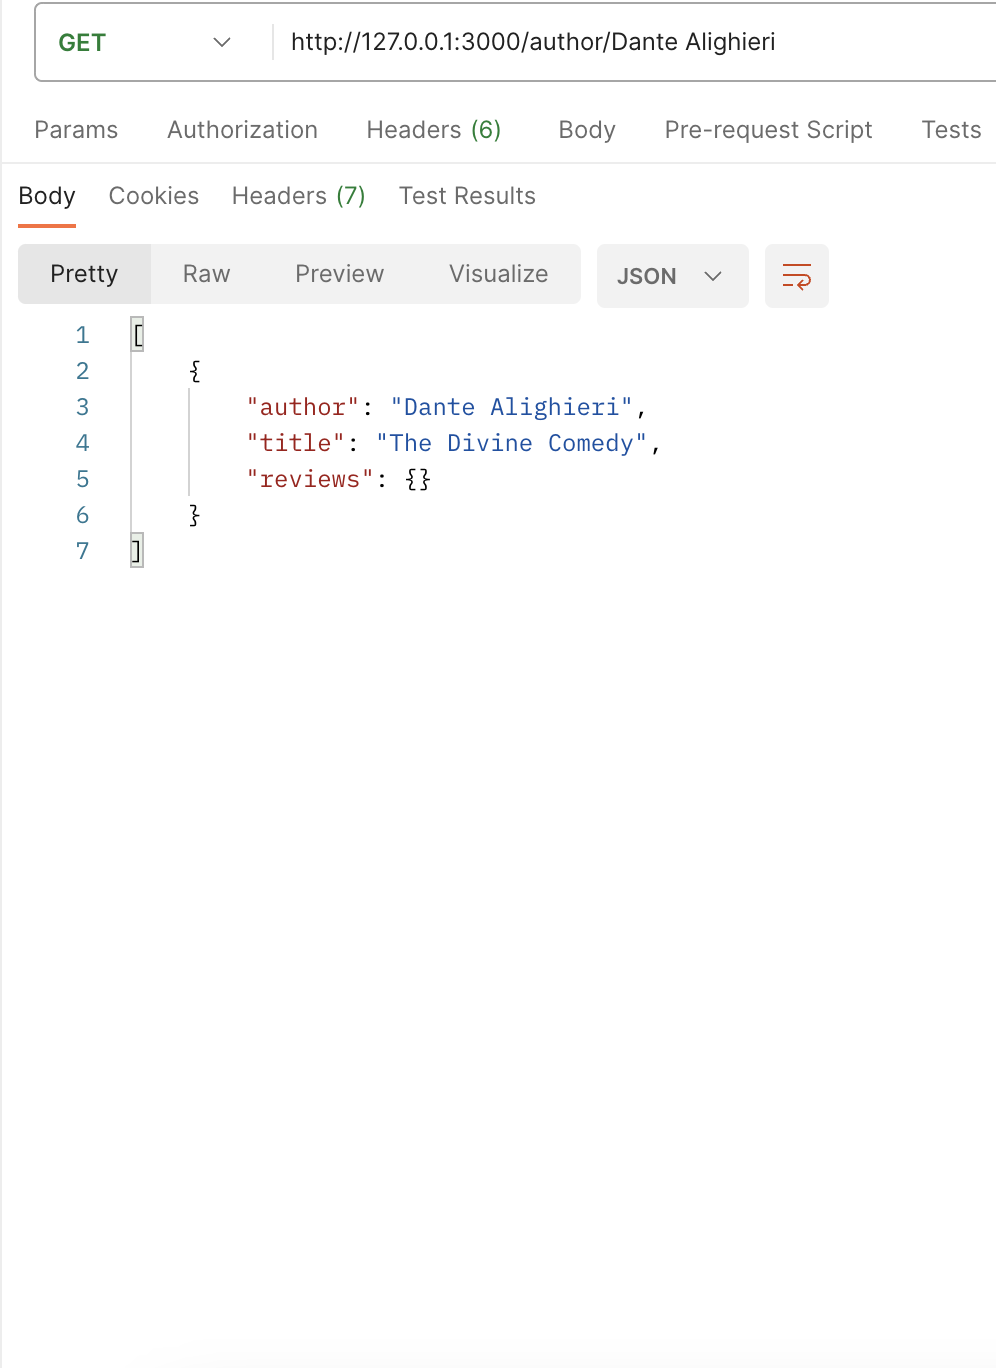 GET http://127.0.0.1:3000/author/Dante Alighieri
Params Authorization Headers (6) Body Pre-request Script Tests
Body Cookies Headers (7) Test Results
Pretty Raw Preview Visualize JSON
1 [
2 {
3 "author": "Dante Alighieri",
4 "title": "The Divine Comedy",
5 "reviews": {}
6 }
7 ]